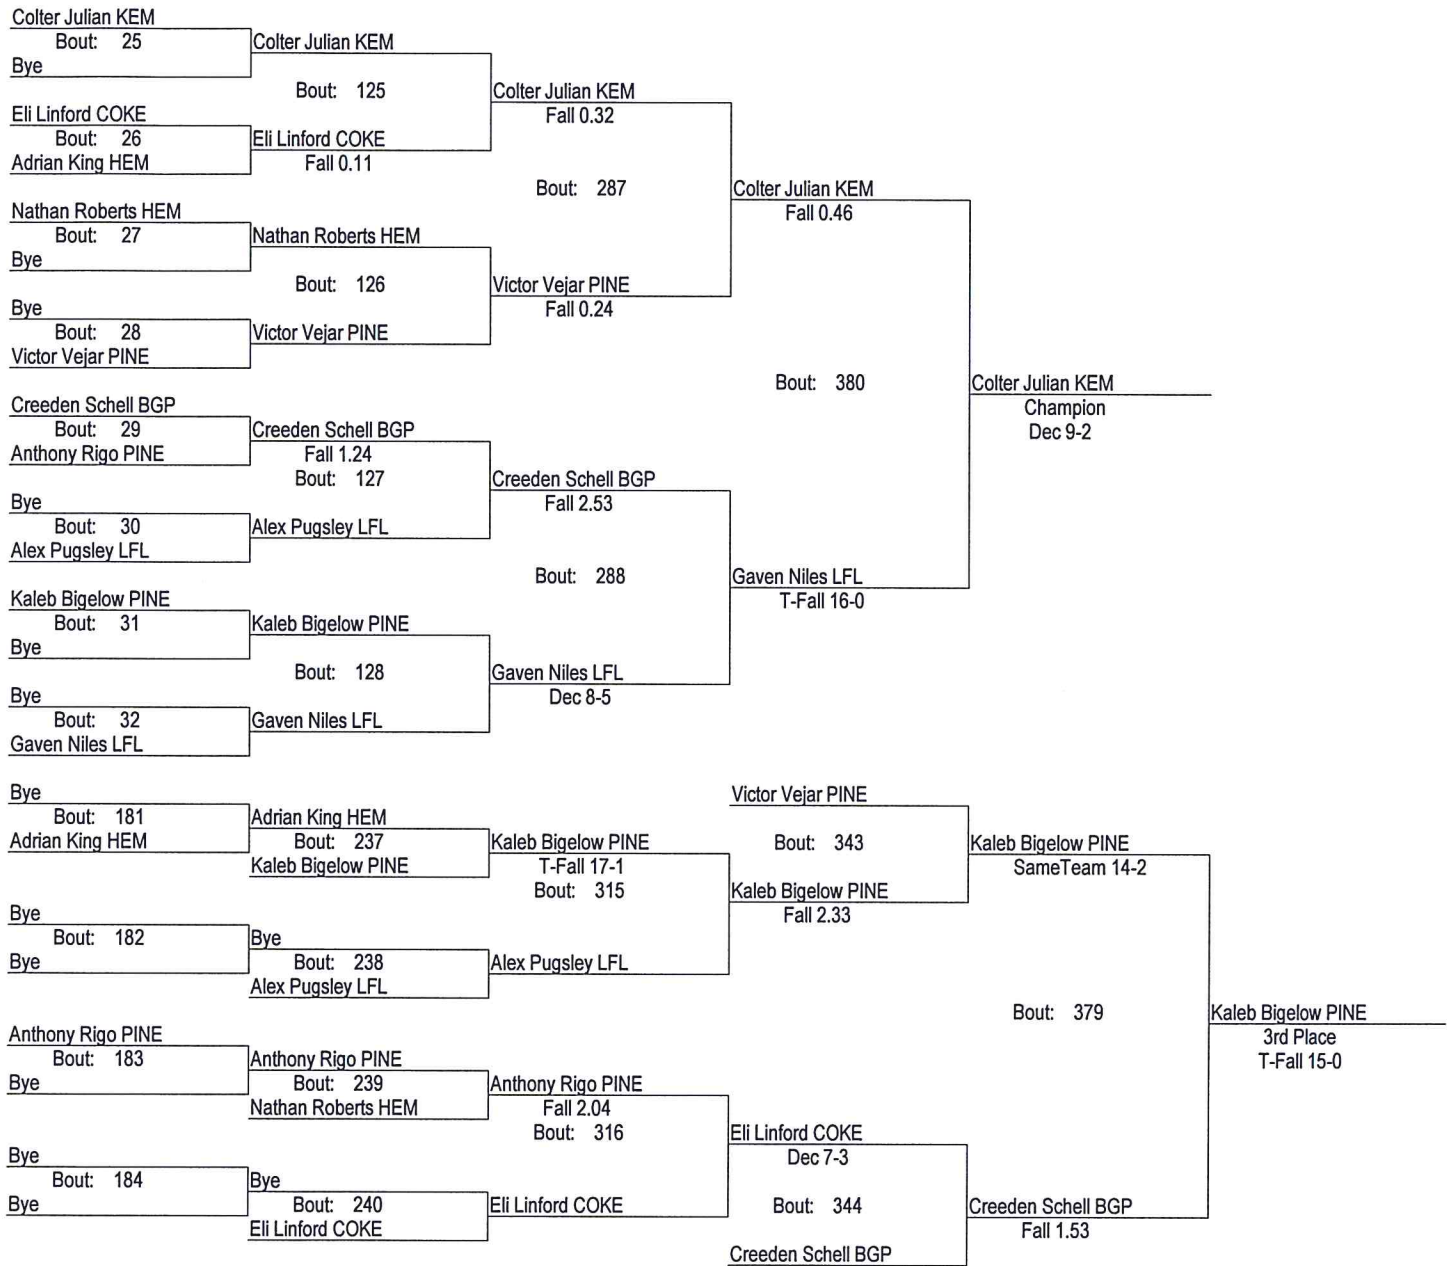 Colter Julian KEM
Bout: 25
Bye
Colter Julian KEM
Bout: 125
Eli Linford COKE
Bout: 26
Adrian King HEM
Eli Linford COKE
Fall 0.11
Colter Julian KEM
Fall 0.32
Bout: 287
Nathan Roberts HEM
Bout: 27
Bye
Nathan Roberts HEM
Bout: 126
Bye
Bout: 28
Victor Vejar PINE
Victor Vejar PINE
Victor Vejar PINE
Fall 0.24
Colter Julian KEM
Fall 0.46
Bout: 380
Creeden Schell BGP
Bout: 29
Anthony Rigo PINE
Creeden Schell BGP
Fall 1.24
Bout: 127
Bye
Bout: 30
Alex Pugsley LFL
Alex Pugsley LFL
Creeden Schell BGP
Fall 2.53
Bout: 288
Kaleb Bigelow PINE
Bout: 31
Bye
Kaleb Bigelow PINE
Bout: 128
Bye
Bout: 32
Gaven Niles LFL
Gaven Niles LFL
Gaven Niles LFL
Dec 8-5
Gaven Niles LFL
T-Fall 16-0
Colter Julian KEM
Champion
Dec 9-2
Bye
Bout: 181
Adrian King HEM
Adrian King HEM
Bout: 237
Kaleb Bigelow PINE
Kaleb Bigelow PINE
T-Fall 17-1
Bout: 315
Bye
Bout: 182
Bye
Bye
Bout: 238
Alex Pugsley LFL
Alex Pugsley LFL
Victor Vejar PINE
Bout: 343
Kaleb Bigelow PINE
Fall 2.33
Kaleb Bigelow PINE
SameTeam 14-2
Bout: 379
Anthony Rigo PINE
Bout: 183
Bye
Anthony Rigo PINE
Bout: 239
Nathan Roberts HEM
Anthony Rigo PINE
Fall 2.04
Bout: 316
Bye
Bout: 184
Bye
Bye
Bout: 240
Eli Linford COKE
Eli Linford COKE
Eli Linford COKE
Dec 7-3
Bout: 344
Creeden Schell BGP
Creeden Schell BGP
Fall 1.53
Kaleb Bigelow PINE
3rd Place
T-Fall 15-0